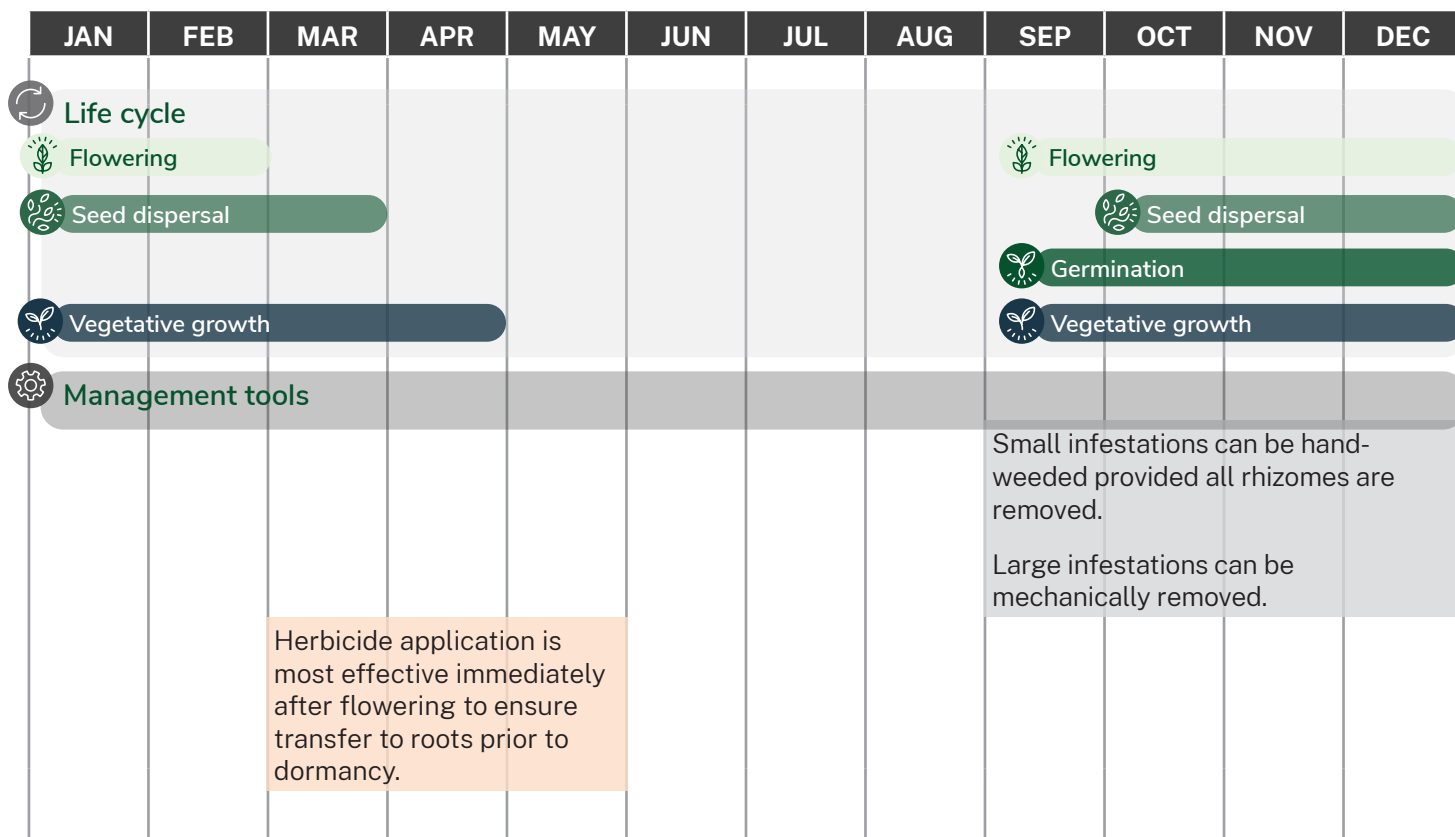 JAN FEB MAR APR MAY JUN JUL AUG SEP OCT NOV DEC
Life cycle
Flowering Flowering
Seed dispersal Seed dispersal
Germination
Vegetative growth Vegetative growth
Management tools
Small infestations can be hand-
weeded provided all rhizomes are
removed.
Large infestations can be
mechanically removed.
Herbicide application is
most effective immediately
after flowering to ensure
transfer to roots prior to
dormancy.